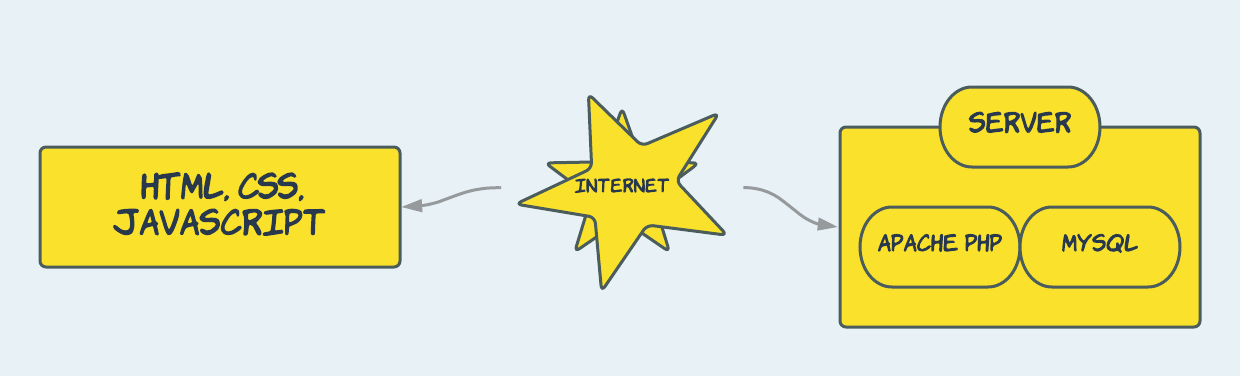 HTML, CSS,
JAVASCRIPT
INTERNET
SERVER
APACHE PHP
MYSQL